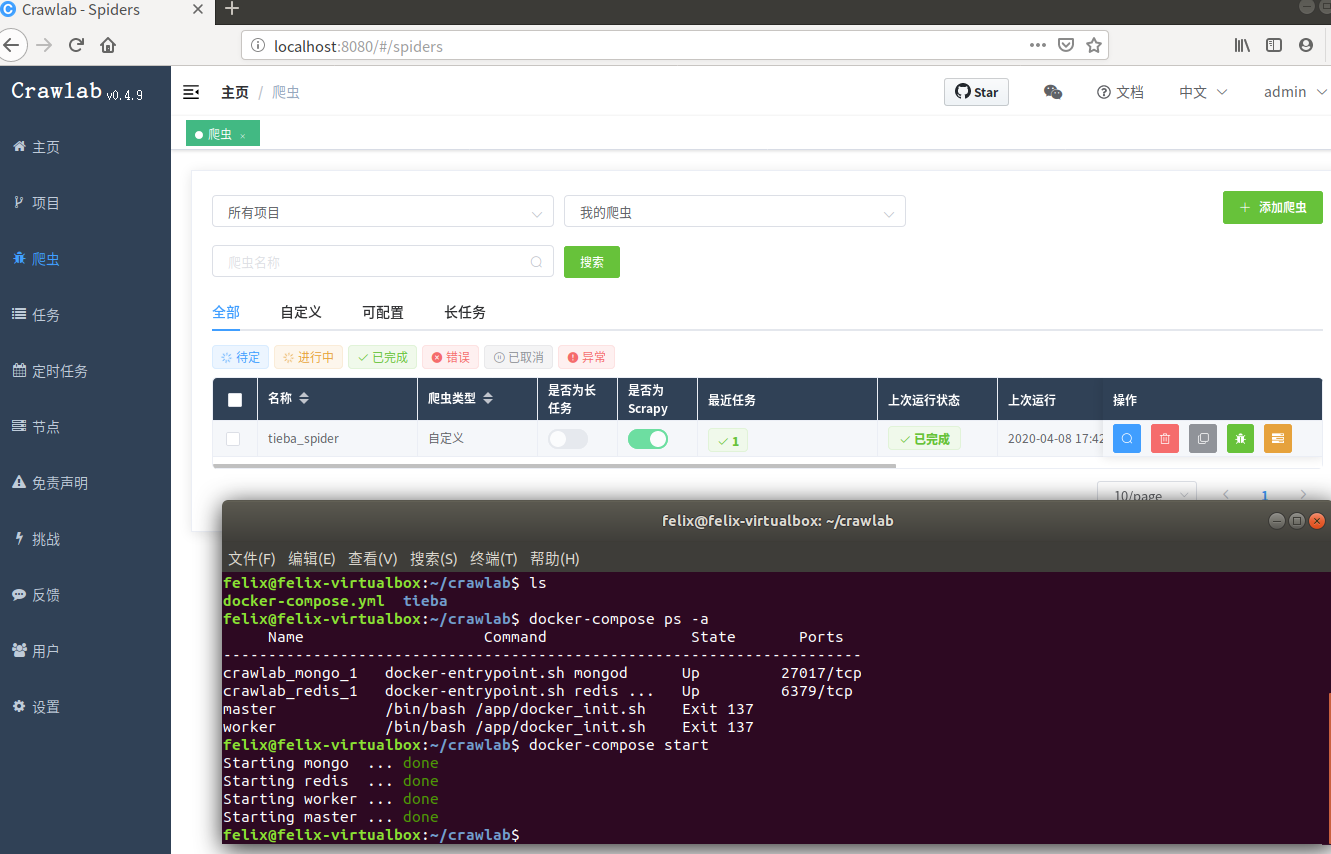 Crawlab - Spiders
localhost:8080/#/spiders
Crawlab v0.4.9
主页 / 爬虫
Star
文档
中文
admin
爬虫 ×
主页
项目
爬虫
任务
定时任务
节点
免责声明
挑战
反馈
用户
设置
所有项目
我的爬虫
+ 添加爬虫
爬虫名称
搜索
全部 自定义 可配置 长任务
待定 进行中 已完成 错误 已取消 异常
名称 爬虫类型 是否为长任务 是否为Scrapy 最近任务 上次运行状态 上次运行 操作
tieba_spider 自定义 1 已完成 2020-04-08 17:42
10/page 1
felix@felix-virtualbox: ~/crawlab
文件(F) 编辑(E) 查看(V) 搜索(S) 终端(T) 帮助(H)
felix@felix-virtualbox:~/crawlab$ ls
docker-compose.yml  tieba
felix@felix-virtualbox:~/crawlab$ docker-compose ps -a
     Name                    Command                State       Ports
-----------------------------------------------------------------------
crawlab_mongo_1   docker-entrypoint.sh mongod      Up         27017/tcp
crawlab_redis_1   docker-entrypoint.sh redis ...   Up         6379/tcp
master            /bin/bash /app/docker_init.sh    Exit 137
worker            /bin/bash /app/docker_init.sh    Exit 137
felix@felix-virtualbox:~/crawlab$ docker-compose start
Starting mongo  ... done
Starting redis  ... done
Starting worker ... done
Starting master ... done
felix@felix-virtualbox:~/crawlab$